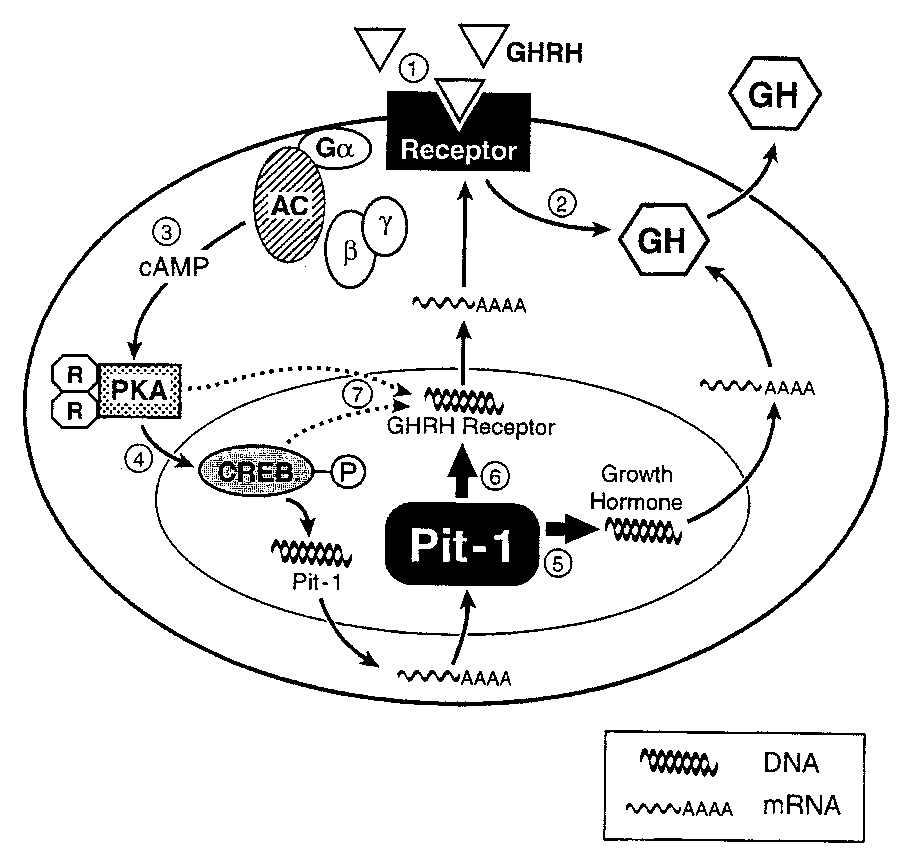 GHRH
1
GH
Gα
Receptor
AC
γ
β
2
GH
3
cAMP
AAAA
R
PKA
R
7
AAAA
GHRH Receptor
4
CREB
P
6
Growth
Hormone
Pit-1
5
Pit-1
AAAA
DNA
AAAA mRNA